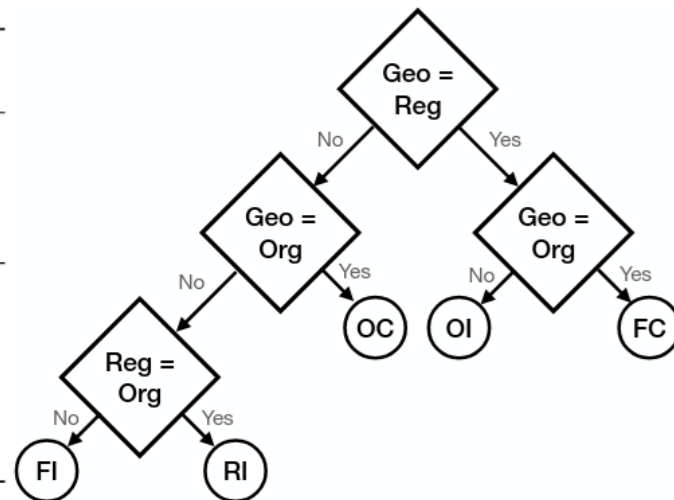 Geo =
Reg
No
Yes
Geo =
Org
Geo =
Org
No
Yes
No
Yes
OC
OI
FC
Reg =
Org
No
Yes
FI
RI